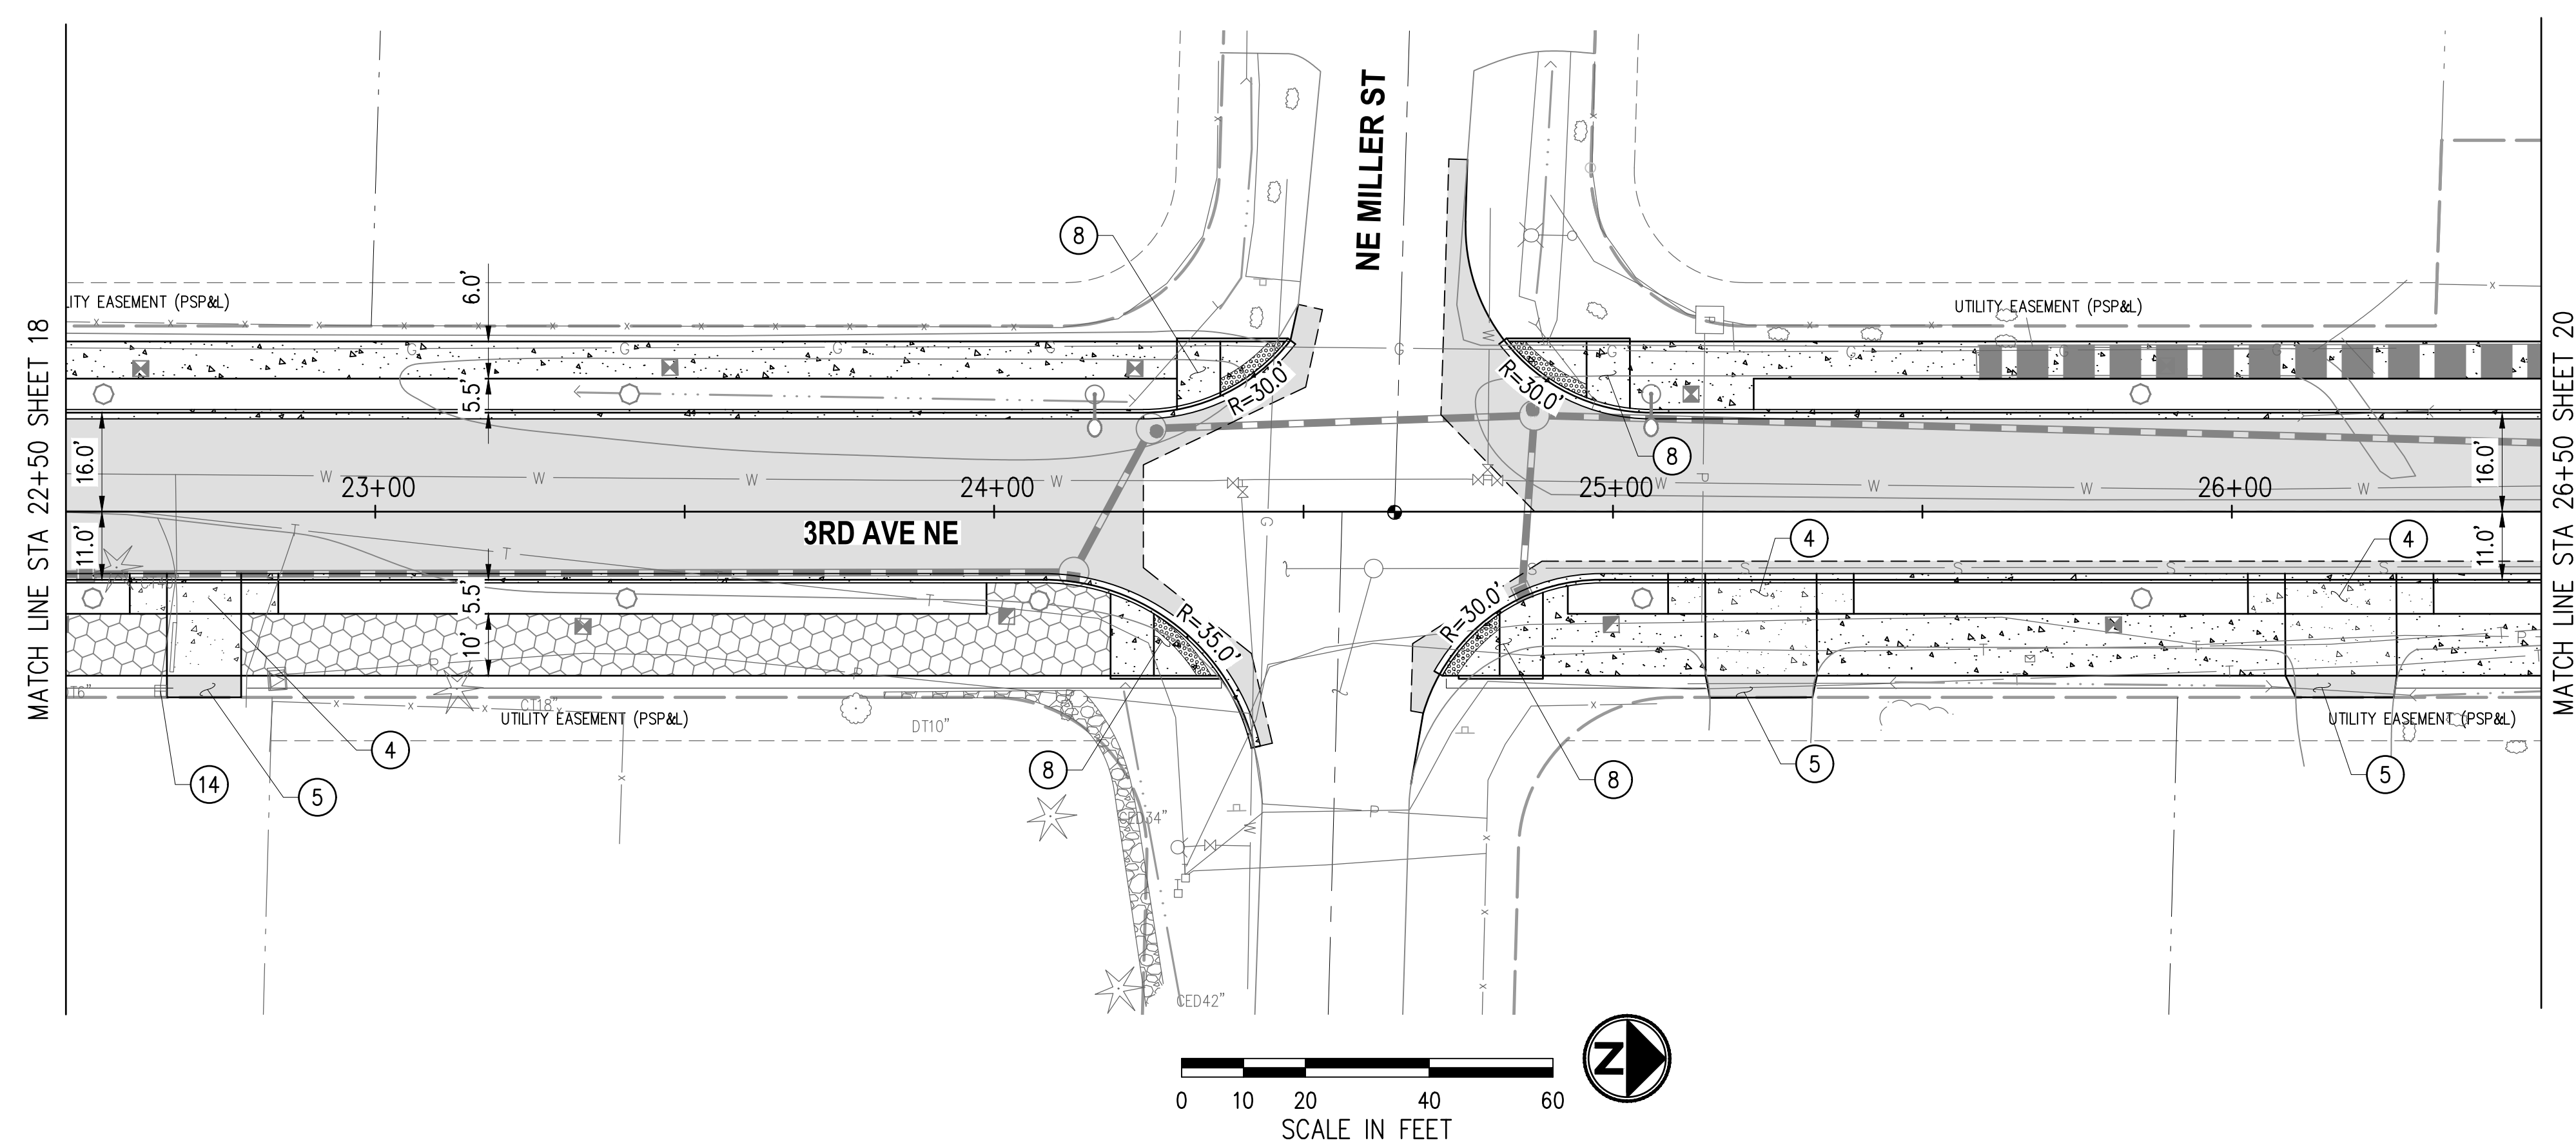 MATCH LINE STA 22+50 SHEET 18
MATCH LINE STA 26+50 SHEET 20
NE MILLER ST
8
6.0'
LITY EASEMENT (PSP&L)
UTILITY EASEMENT (PSP&L)
x x x x x x x x x x x x x
G G G G G G G G G
5.5'
R=30.0'
R=30.0'
8
16.0'
16.0'
W W W W W W W W
23+00
24+00
25+00
26+00
3RD AVE NE
11.0'
11.0'
4
4
T T T
S S S S S
5.5'
10'
R=35.0'
R=30.0'
T6"
CT18"
UTILITY EASEMENT (PSP&L)
DT10"
UTILITY EASEMENT (PSP&L)
4
14
5
8
8
5
5
CED34"
P
CED42"
N
0 10 20 40 60
SCALE IN FEET